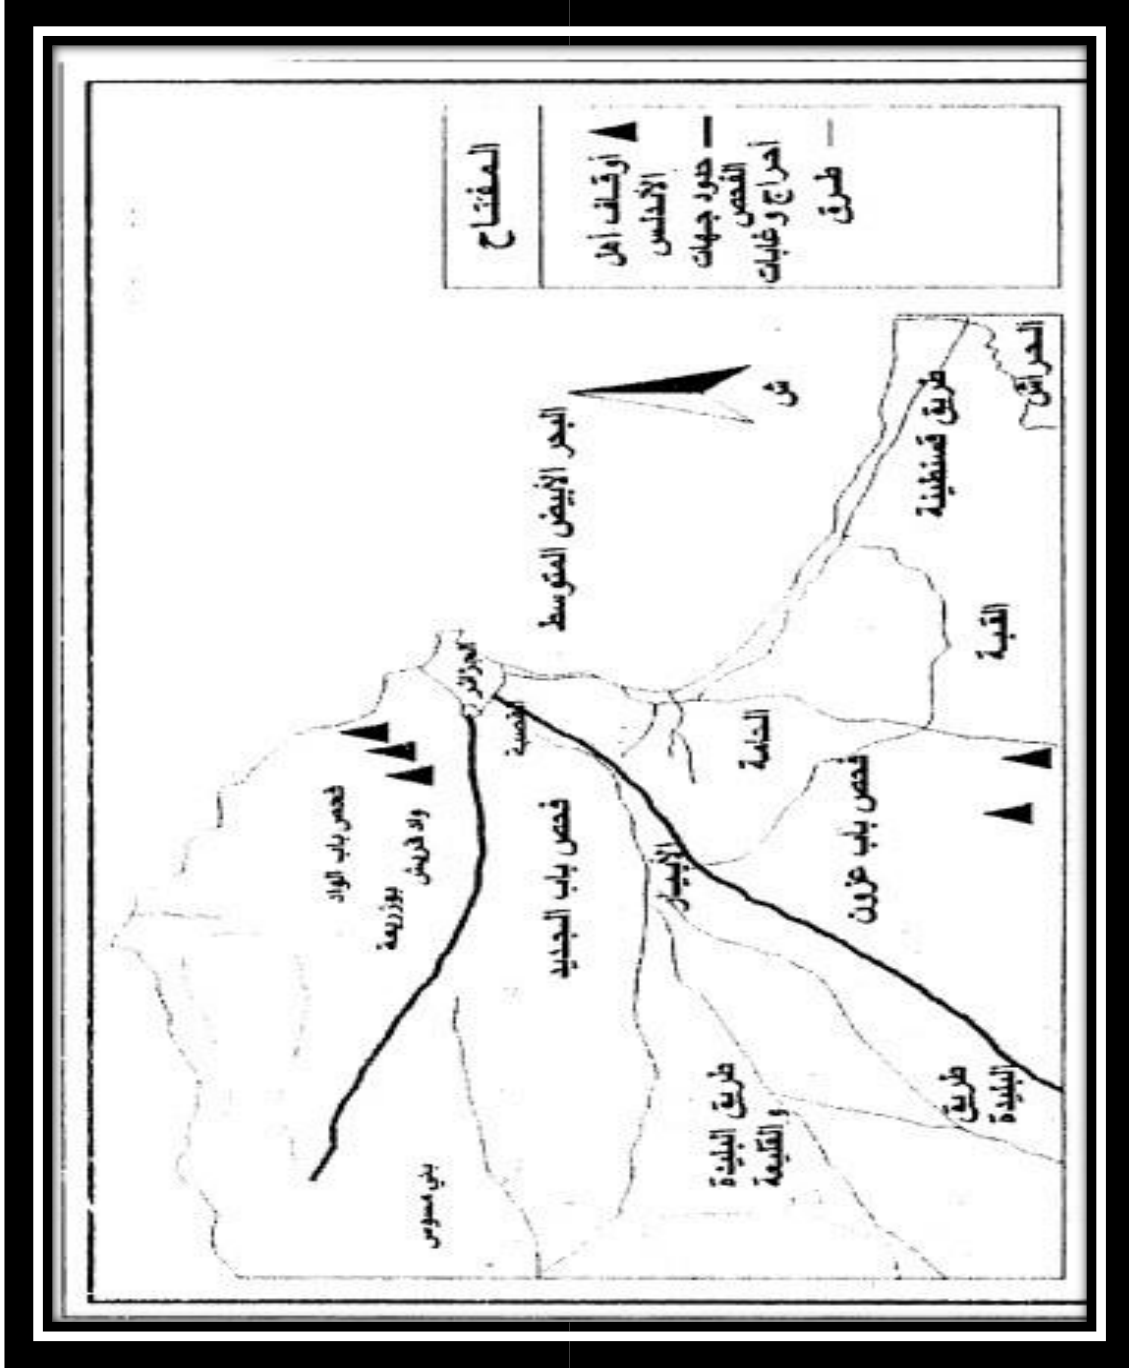 المفتاح
أوقاف أهل
الأندلس
حدود جهات
الفحص
أحراج وغابات
طرق
ش
البحر الأبيض المتوسط
الحراش
طريق قسنطينة
القبة
الجزائر
القصبة
الحامة
فحص باب عزون
فحص باب الواد
واد قريش
بوزريعة
فحص باب الجديد
الأبيار
بني مسوس
طريق البليدة
والقليعة
طريق
البليدة